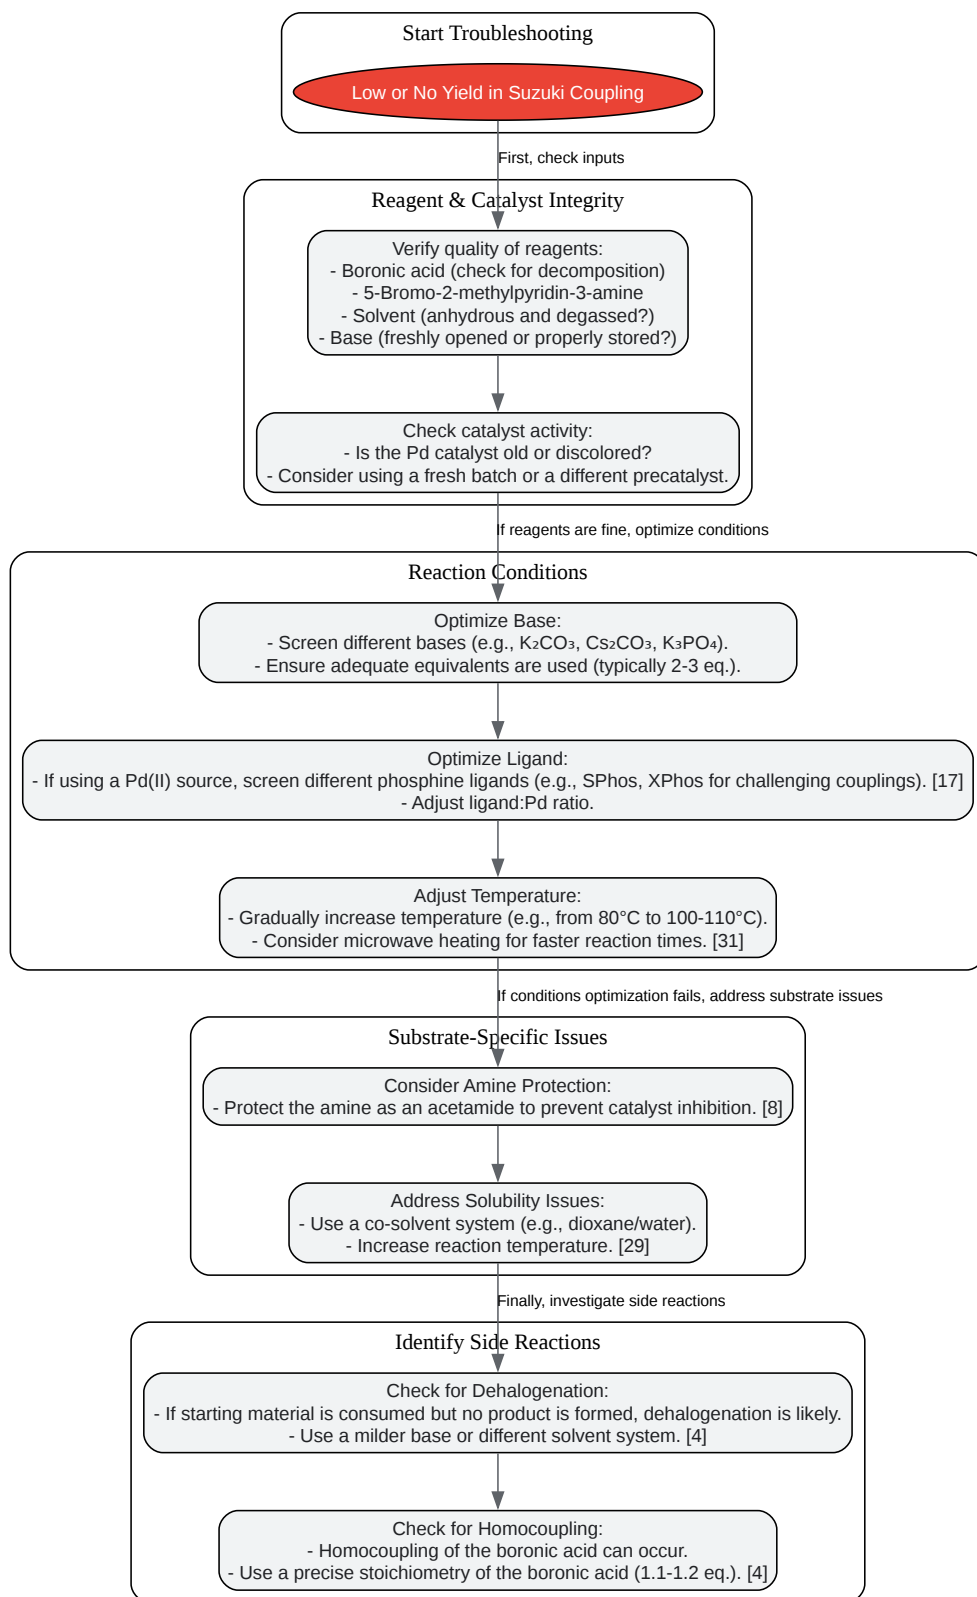 Start Troubleshooting
Low or No Yield in Suzuki Coupling
First, check inputs
Reagent & Catalyst Integrity
Verify quality of reagents:
- Boronic acid (check for decomposition)
- 5-Bromo-2-methylpyridin-3-amine
- Solvent (anhydrous and degassed?)
- Base (freshly opened or properly stored?)
Check catalyst activity:
- Is the Pd catalyst old or discolored?
- Consider using a fresh batch or a different precatalyst.
If reagents are fine, optimize conditions
Reaction Conditions
Optimize Base:
- Screen different bases (e.g., K₂CO₃, Cs₂CO₃, K₃PO₄).
- Ensure adequate equivalents are used (typically 2-3 eq.).
Optimize Ligand:
- If using a Pd(II) source, screen different phosphine ligands (e.g., SPhos, XPhos for challenging couplings). [17]
- Adjust ligand:Pd ratio.
Adjust Temperature:
- Gradually increase temperature (e.g., from 80°C to 100-110°C).
- Consider microwave heating for faster reaction times. [31]
If conditions optimization fails, address substrate issues
Substrate-Specific Issues
Consider Amine Protection:
- Protect the amine as an acetamide to prevent catalyst inhibition. [8]
Address Solubility Issues:
- Use a co-solvent system (e.g., dioxane/water).
- Increase reaction temperature. [29]
Finally, investigate side reactions
Identify Side Reactions
Check for Dehalogenation:
- If starting material is consumed but no product is formed, dehalogenation is likely.
- Use a milder base or different solvent system. [4]
Check for Homocoupling:
- Homocoupling of the boronic acid can occur.
- Use a precise stoichiometry of the boronic acid (1.1-1.2 eq.). [4]